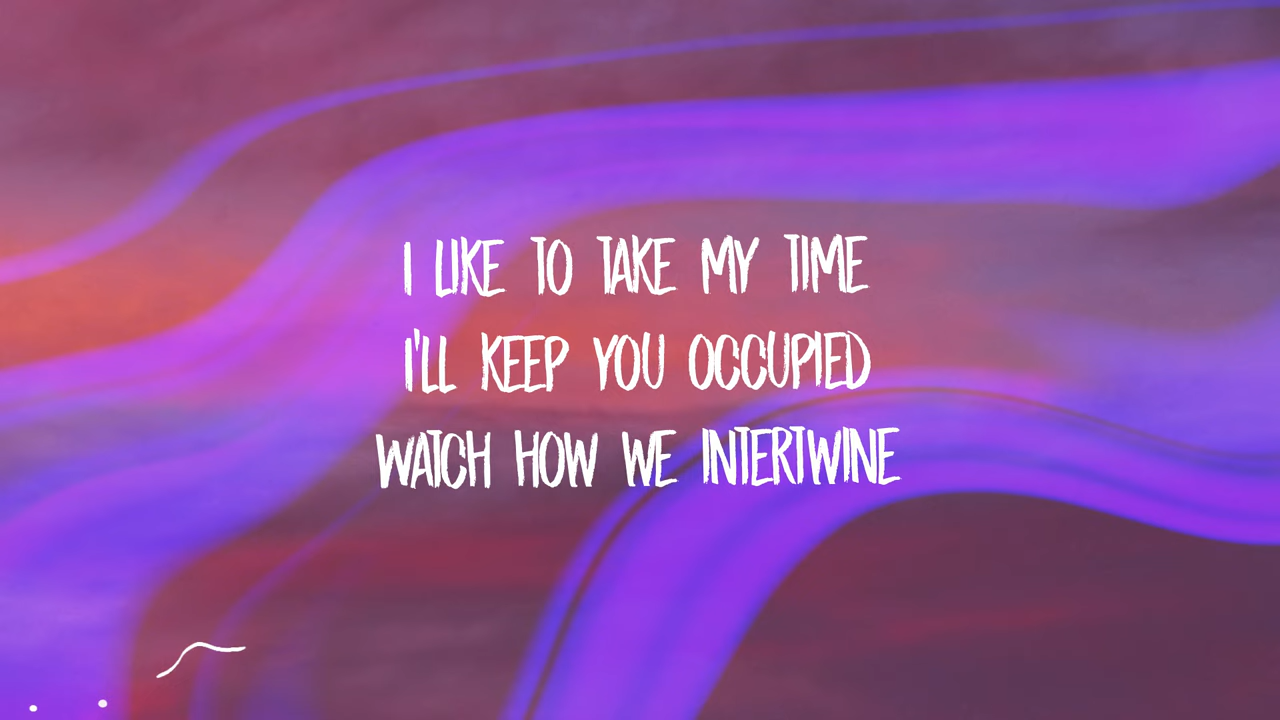 I LIKE TO TAKE MY TIME
I'LL KEEP YOU OCCUPIED
WATCH HOW WE INTERTWINE